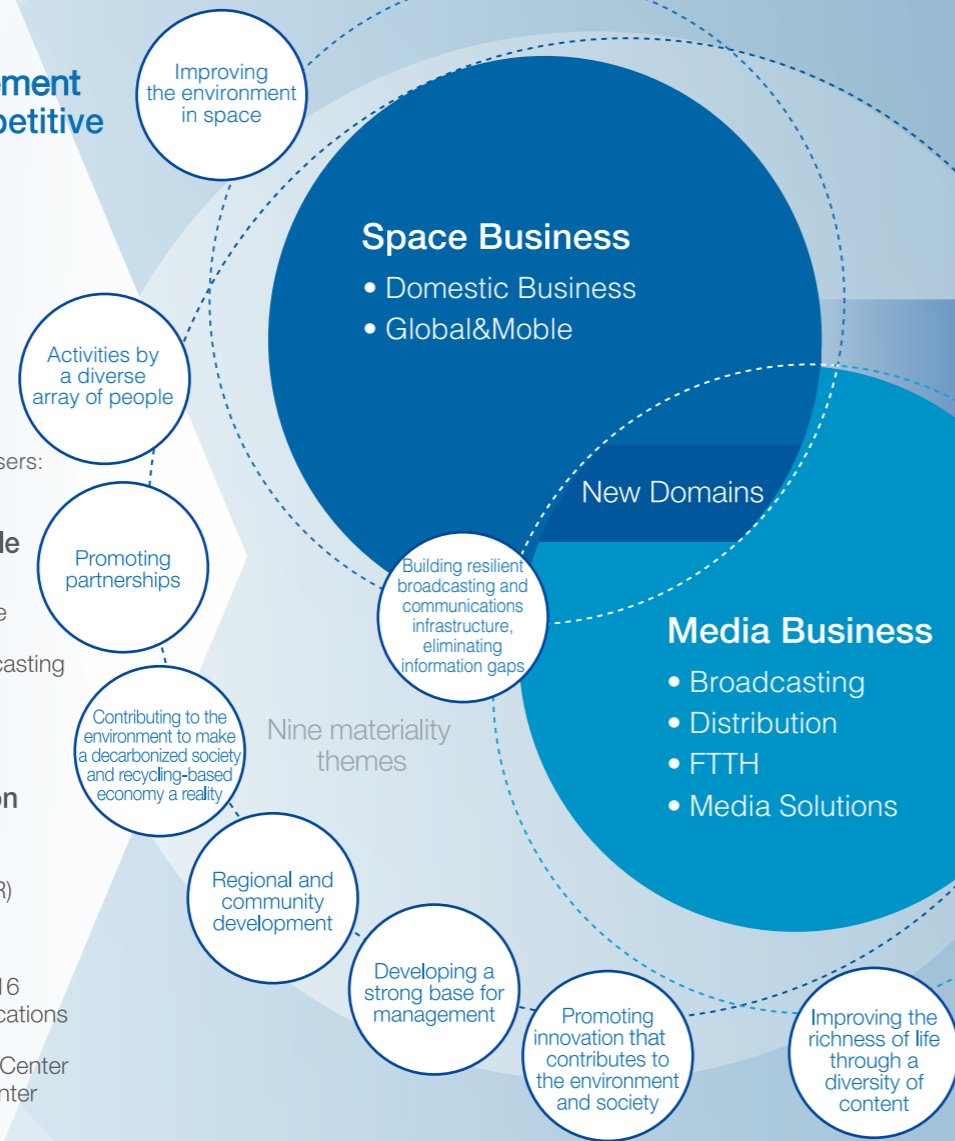 ement
petitive
sers:
le
e
casting
on
R)
16
cations
Center
nter
Improving
the environment
in space
Activities by
a diverse
array of people
Promoting
partnerships
Contributing to the
environment to make
a decarbonized society
and recycling-based
economy a reality
Regional and
community
development
Developing a
strong base for
management
Promoting
innovation that
contributes to
the environment
and society
Improving the
richness of life
through a
diversity of
content
Building resilient
broadcasting and
communications
infrastructure,
eliminating
information gaps
Nine materiality
themes
Space Business
• Domestic Business
• Global&Moble
New Domains
Media Business
• Broadcasting
• Distribution
• FTTH
• Media Solutions